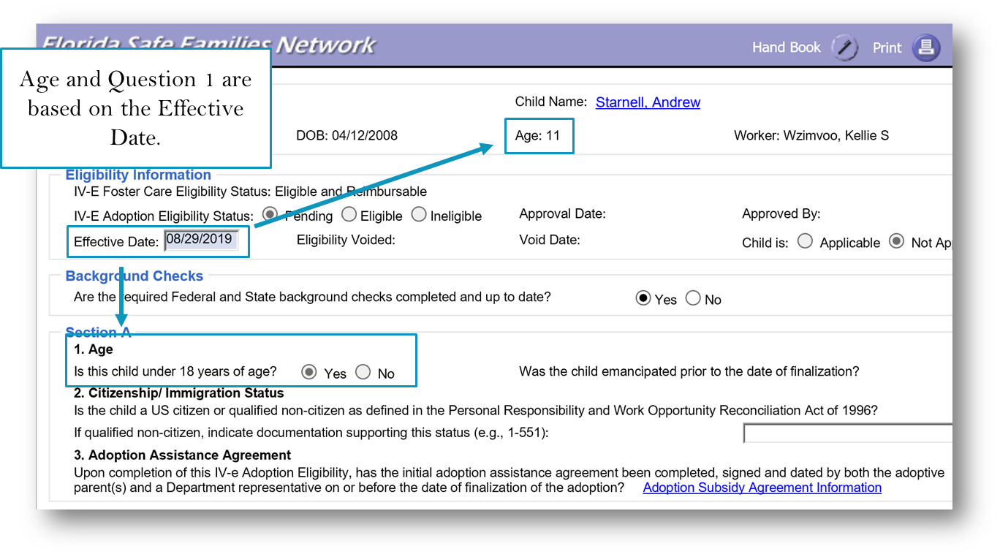 Florida Safe Families Network
Hand Book
Print
Age and Question 1 are
based on the Effective
Date.
Child Name: Starnell, Andrew
DOB: 04/12/2008
Age: 11
Worker: Wzimvoo, Kellie S
Eligibility Information
IV-E Foster Care Eligibility Status: Eligible and Reimbursable
IV-E Adoption Eligibility Status: Pending Eligible Ineligible
Approval Date:
Approved By:
Effective Date: 08/29/2019
Eligibility Voided:
Void Date:
Child is: Applicable Not Ap
Background Checks
Are the required Federal and State background checks completed and up to date? Yes No
Section A
1. Age
Is this child under 18 years of age? Yes No
Was the child emancipated prior to the date of finalization?
2. Citizenship/ Immigration Status
Is the child a US citizen or qualified non-citizen as defined in the Personal Responsibility and Work Opportunity Reconciliation Act of 1996?
If qualified non-citizen, indicate documentation supporting this status (e.g., 1-551):
3. Adoption Assistance Agreement
Upon completion of this IV-e Adoption Eligibility, has the initial adoption assistance agreement been completed, signed and dated by both the adoptive
parent(s) and a Department representative on or before the date of finalization of the adoption? Adoption Subsidy Agreement Information